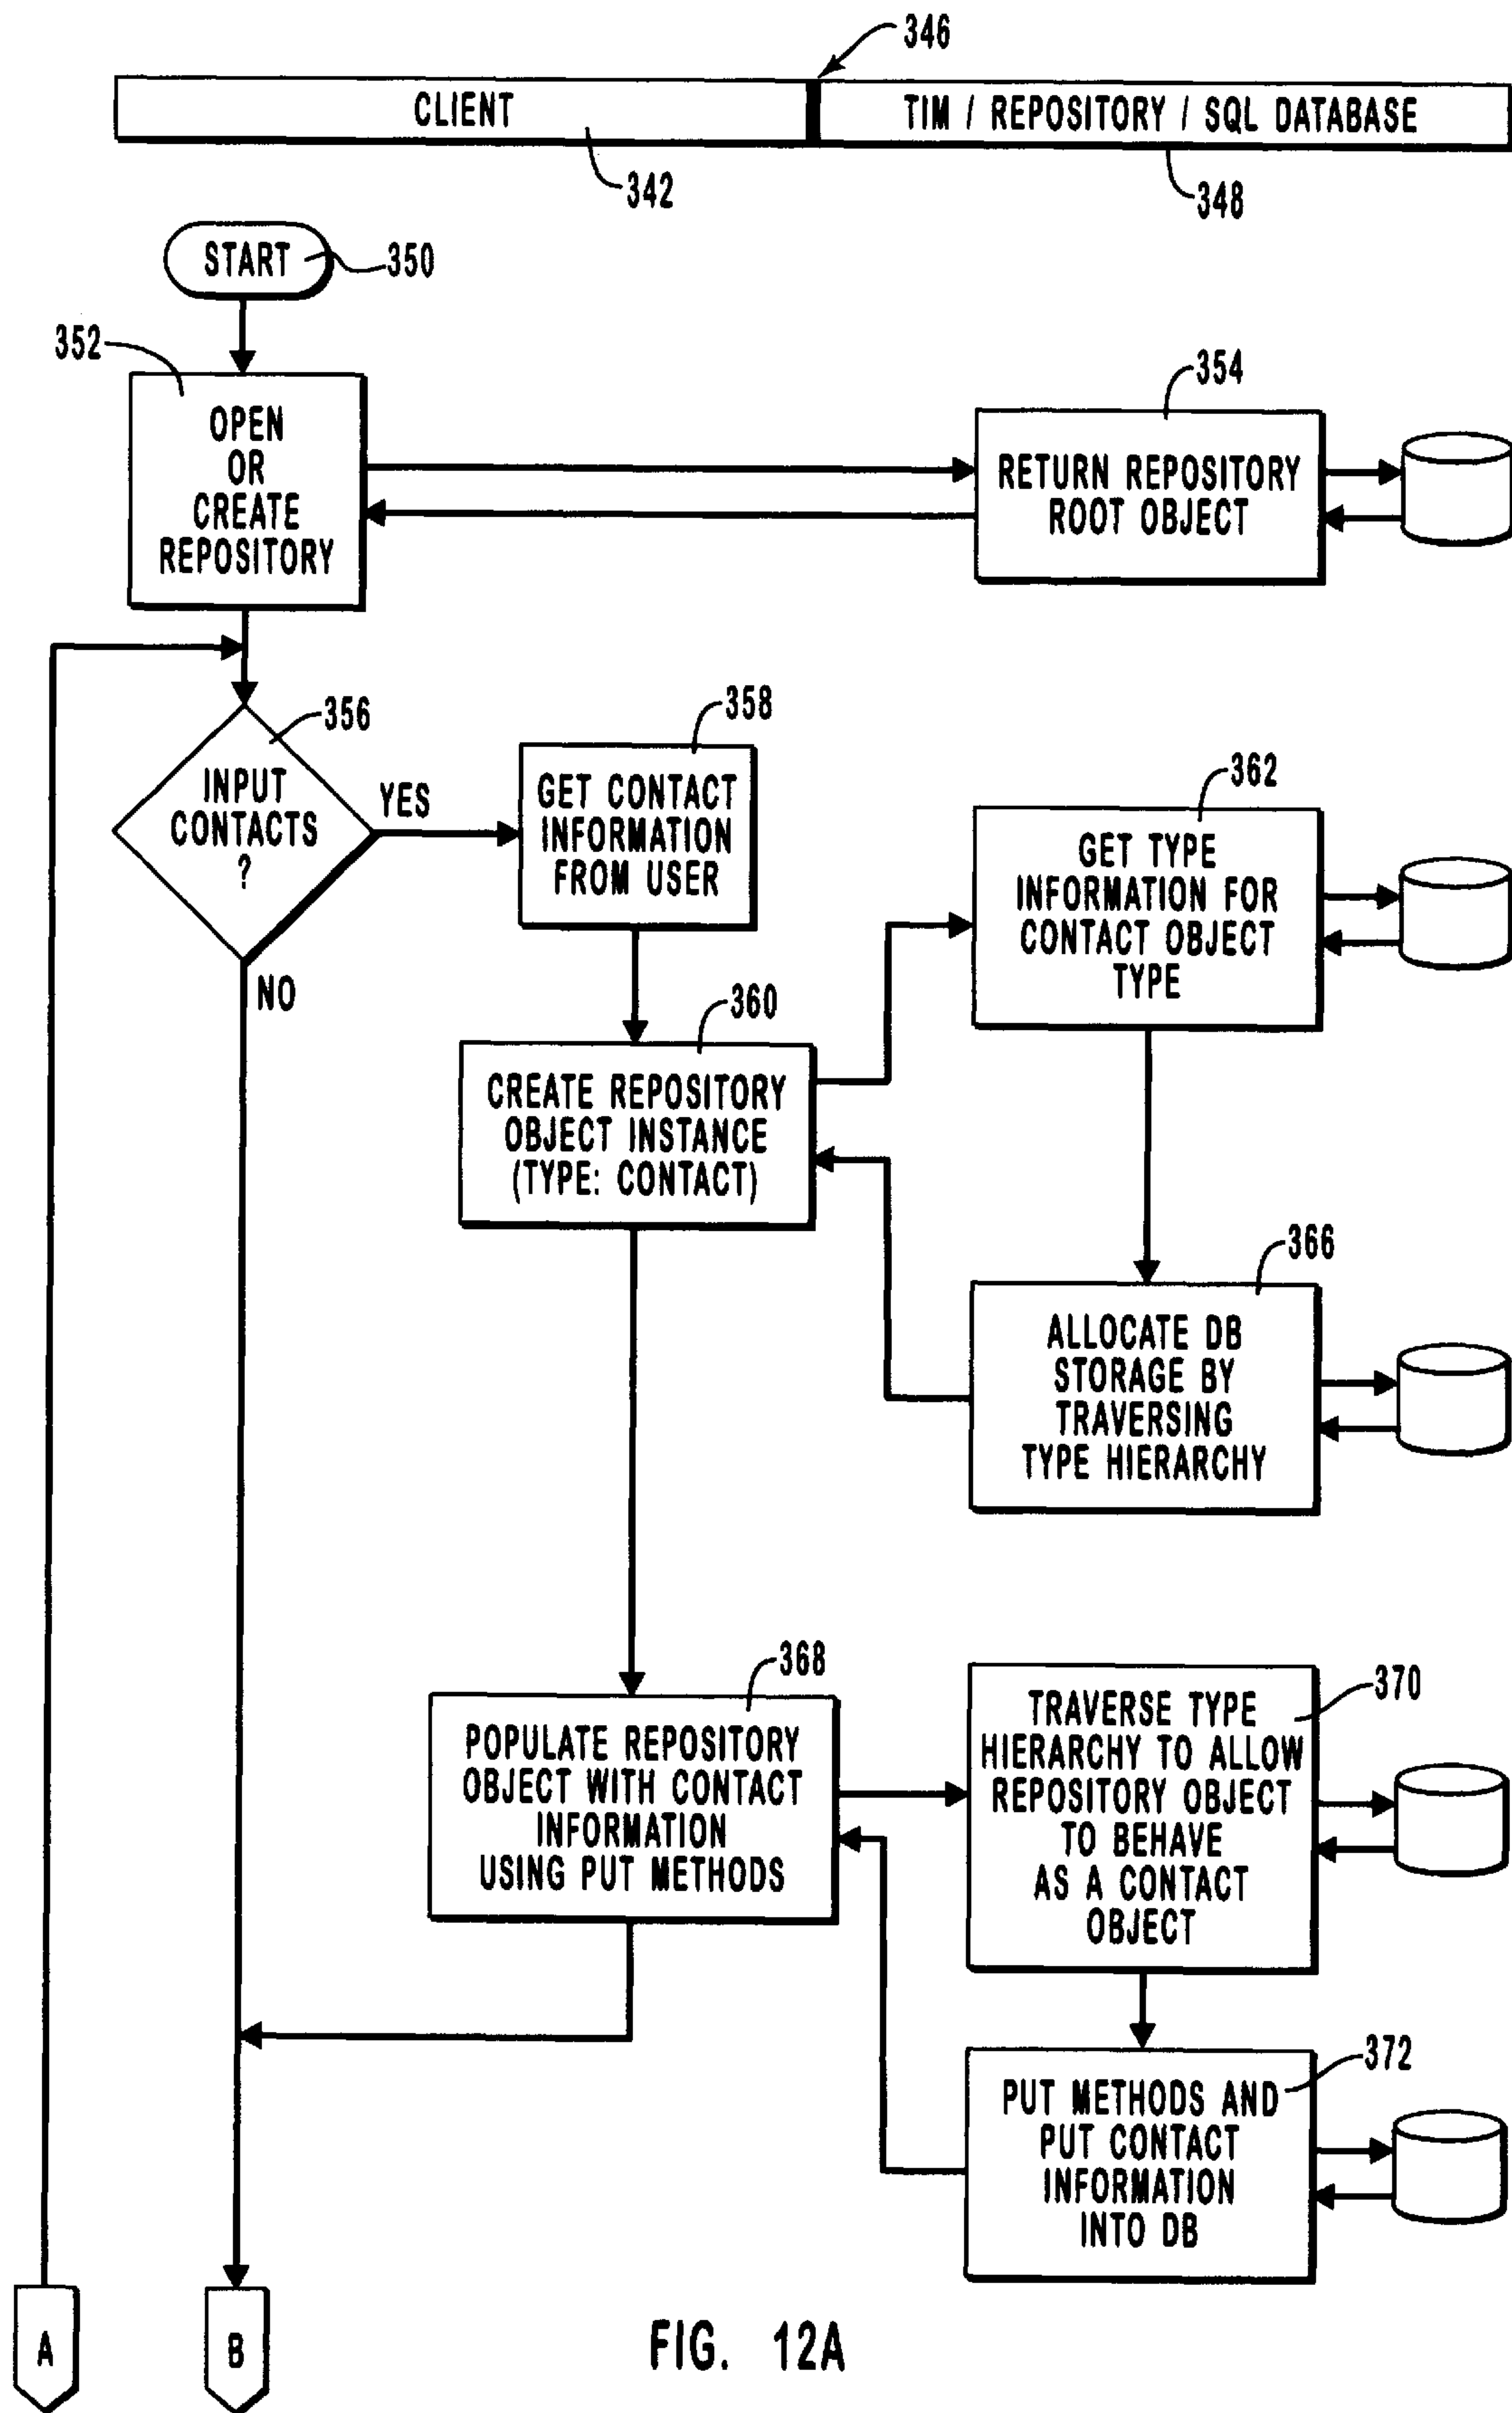 346
CLIENT
TIM / REPOSITORY / SQL DATABASE
342
348
START
350
352
OPEN
OR
CREATE
REPOSITORY
354
RETURN REPOSITORY
ROOT OBJECT
356
INPUT
CONTACTS
?
YES
NO
358
GET CONTACT
INFORMATION
FROM USER
362
GET TYPE
INFORMATION FOR
CONTACT OBJECT
TYPE
360
CREATE REPOSITORY
OBJECT INSTANCE
(TYPE: CONTACT)
366
ALLOCATE DB
STORAGE BY
TRAVERSING
TYPE HIERARCHY
368
POPULATE REPOSITORY
OBJECT WITH CONTACT
INFORMATION
USING PUT METHODS
370
TRAVERSE TYPE
HIERARCHY TO ALLOW
REPOSITORY OBJECT
TO BEHAVE
AS A CONTACT
OBJECT
372
PUT METHODS AND
PUT CONTACT
INFORMATION
INTO DB
A
B
FIG. 12A